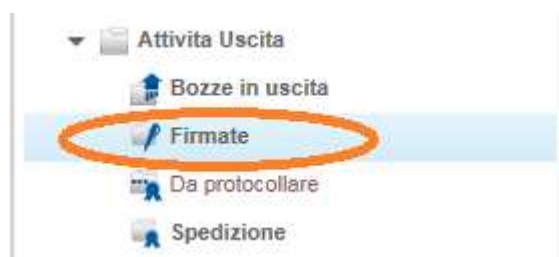 Attivita Uscita
Bozze in uscita
Firmate
Da protocollare
Spedizione